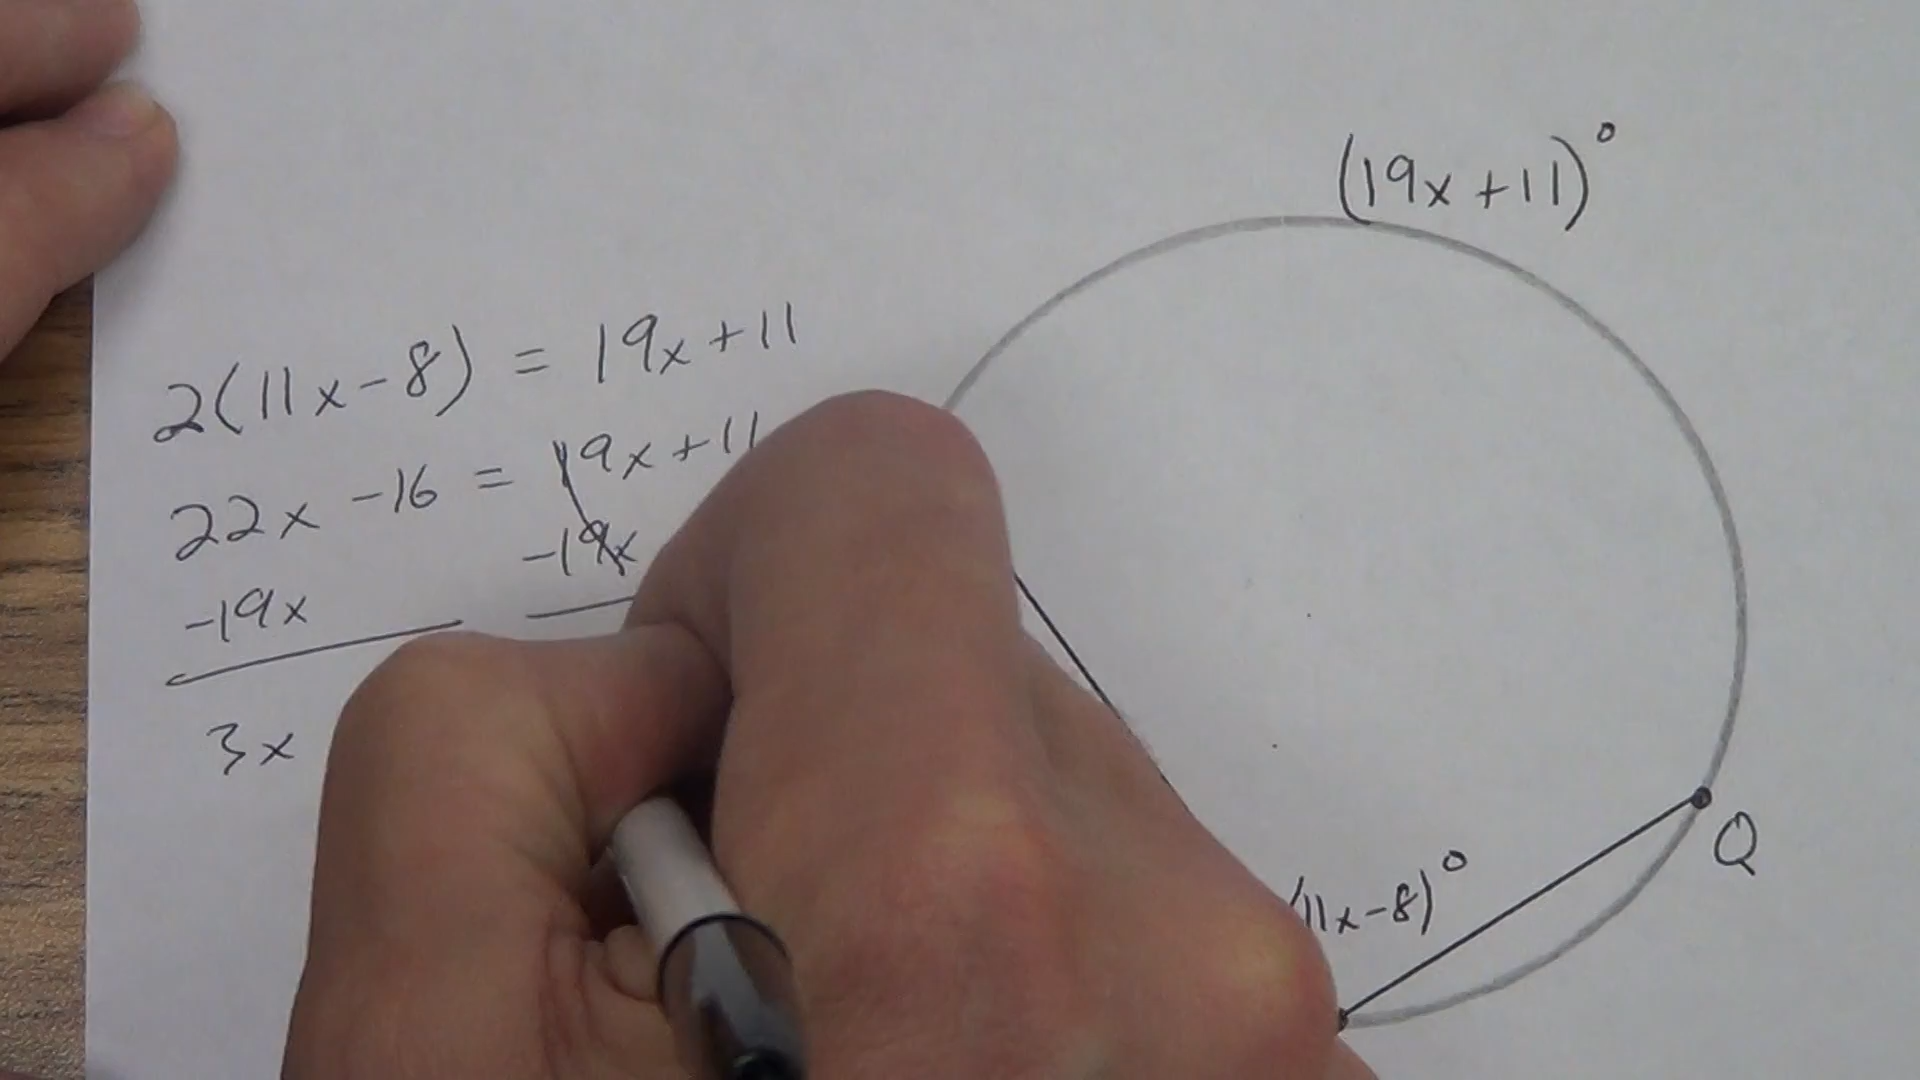 (19x+11)°
2(11x-8) = 19x+11
22x -16 = 19x+11
-19x -19x
3x
Q
(11x-8)°